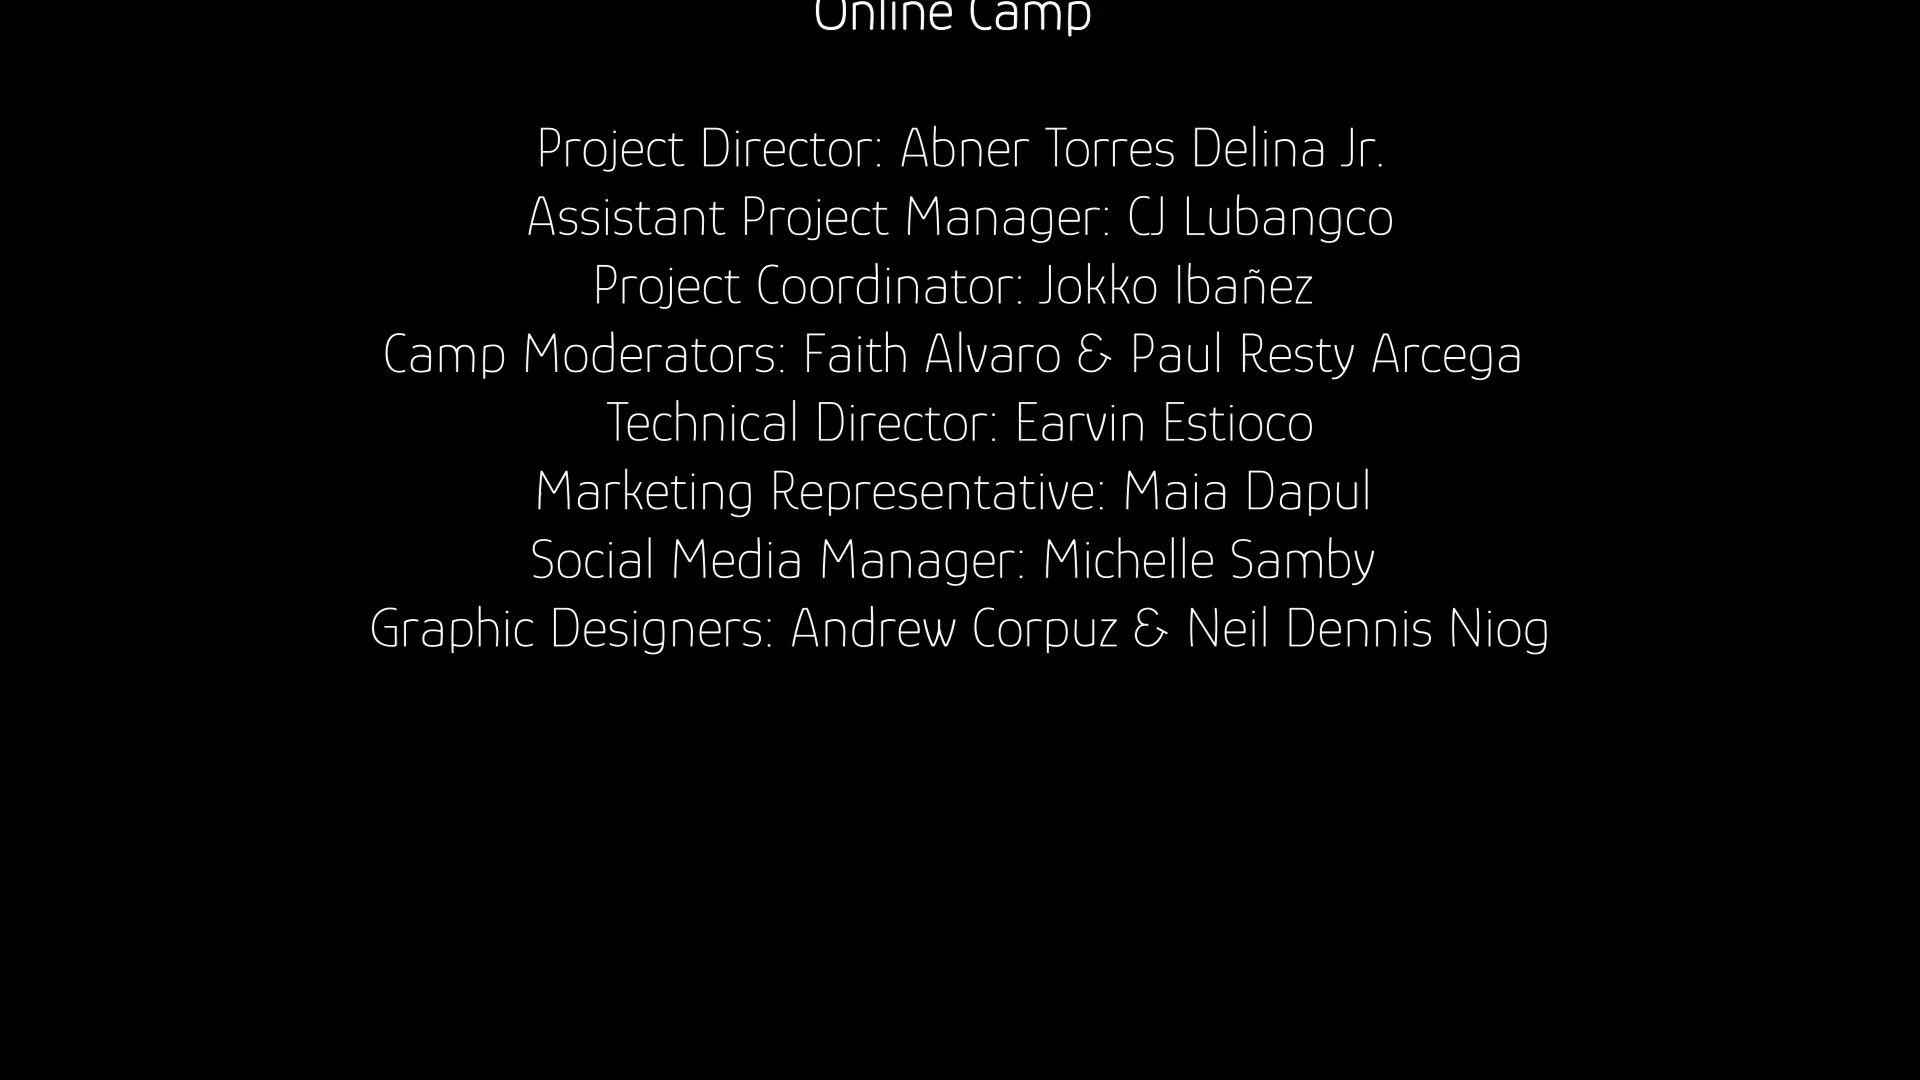 Online Camp
Project Director: Abner Torres Delina Jr.
Assistant Project Manager: CJ Lubangco
Project Coordinator: Jokko Ibañez
Camp Moderators: Faith Alvaro & Paul Resty Arcega
Technical Director: Earvin Estioco
Marketing Representative: Maia Dapul
Social Media Manager: Michelle Samby
Graphic Designers: Andrew Corpuz & Neil Dennis Niog